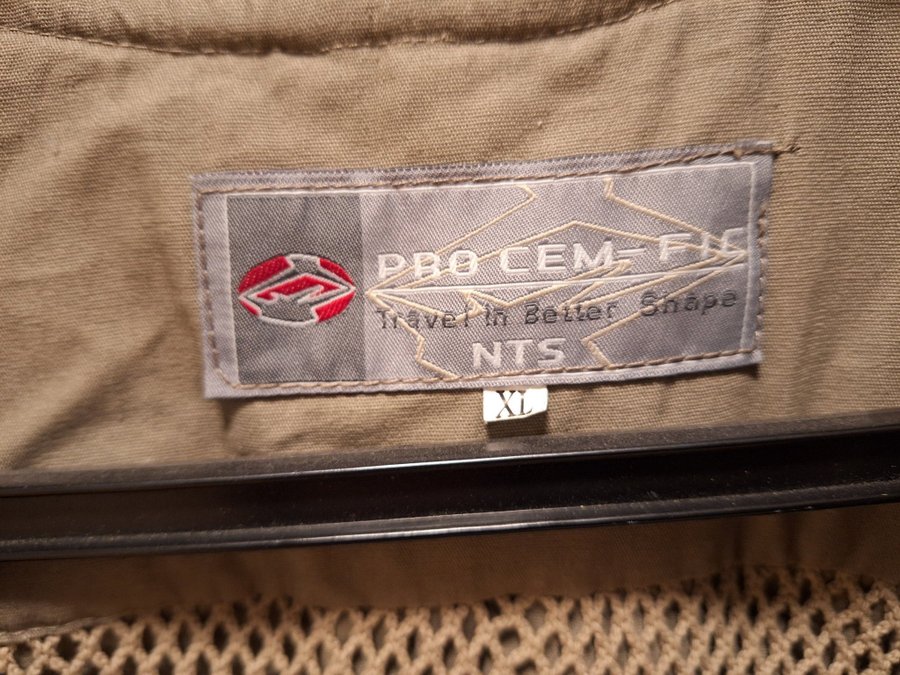 PRO CEM-FIC
Travel In Better Shape
NTS
XL